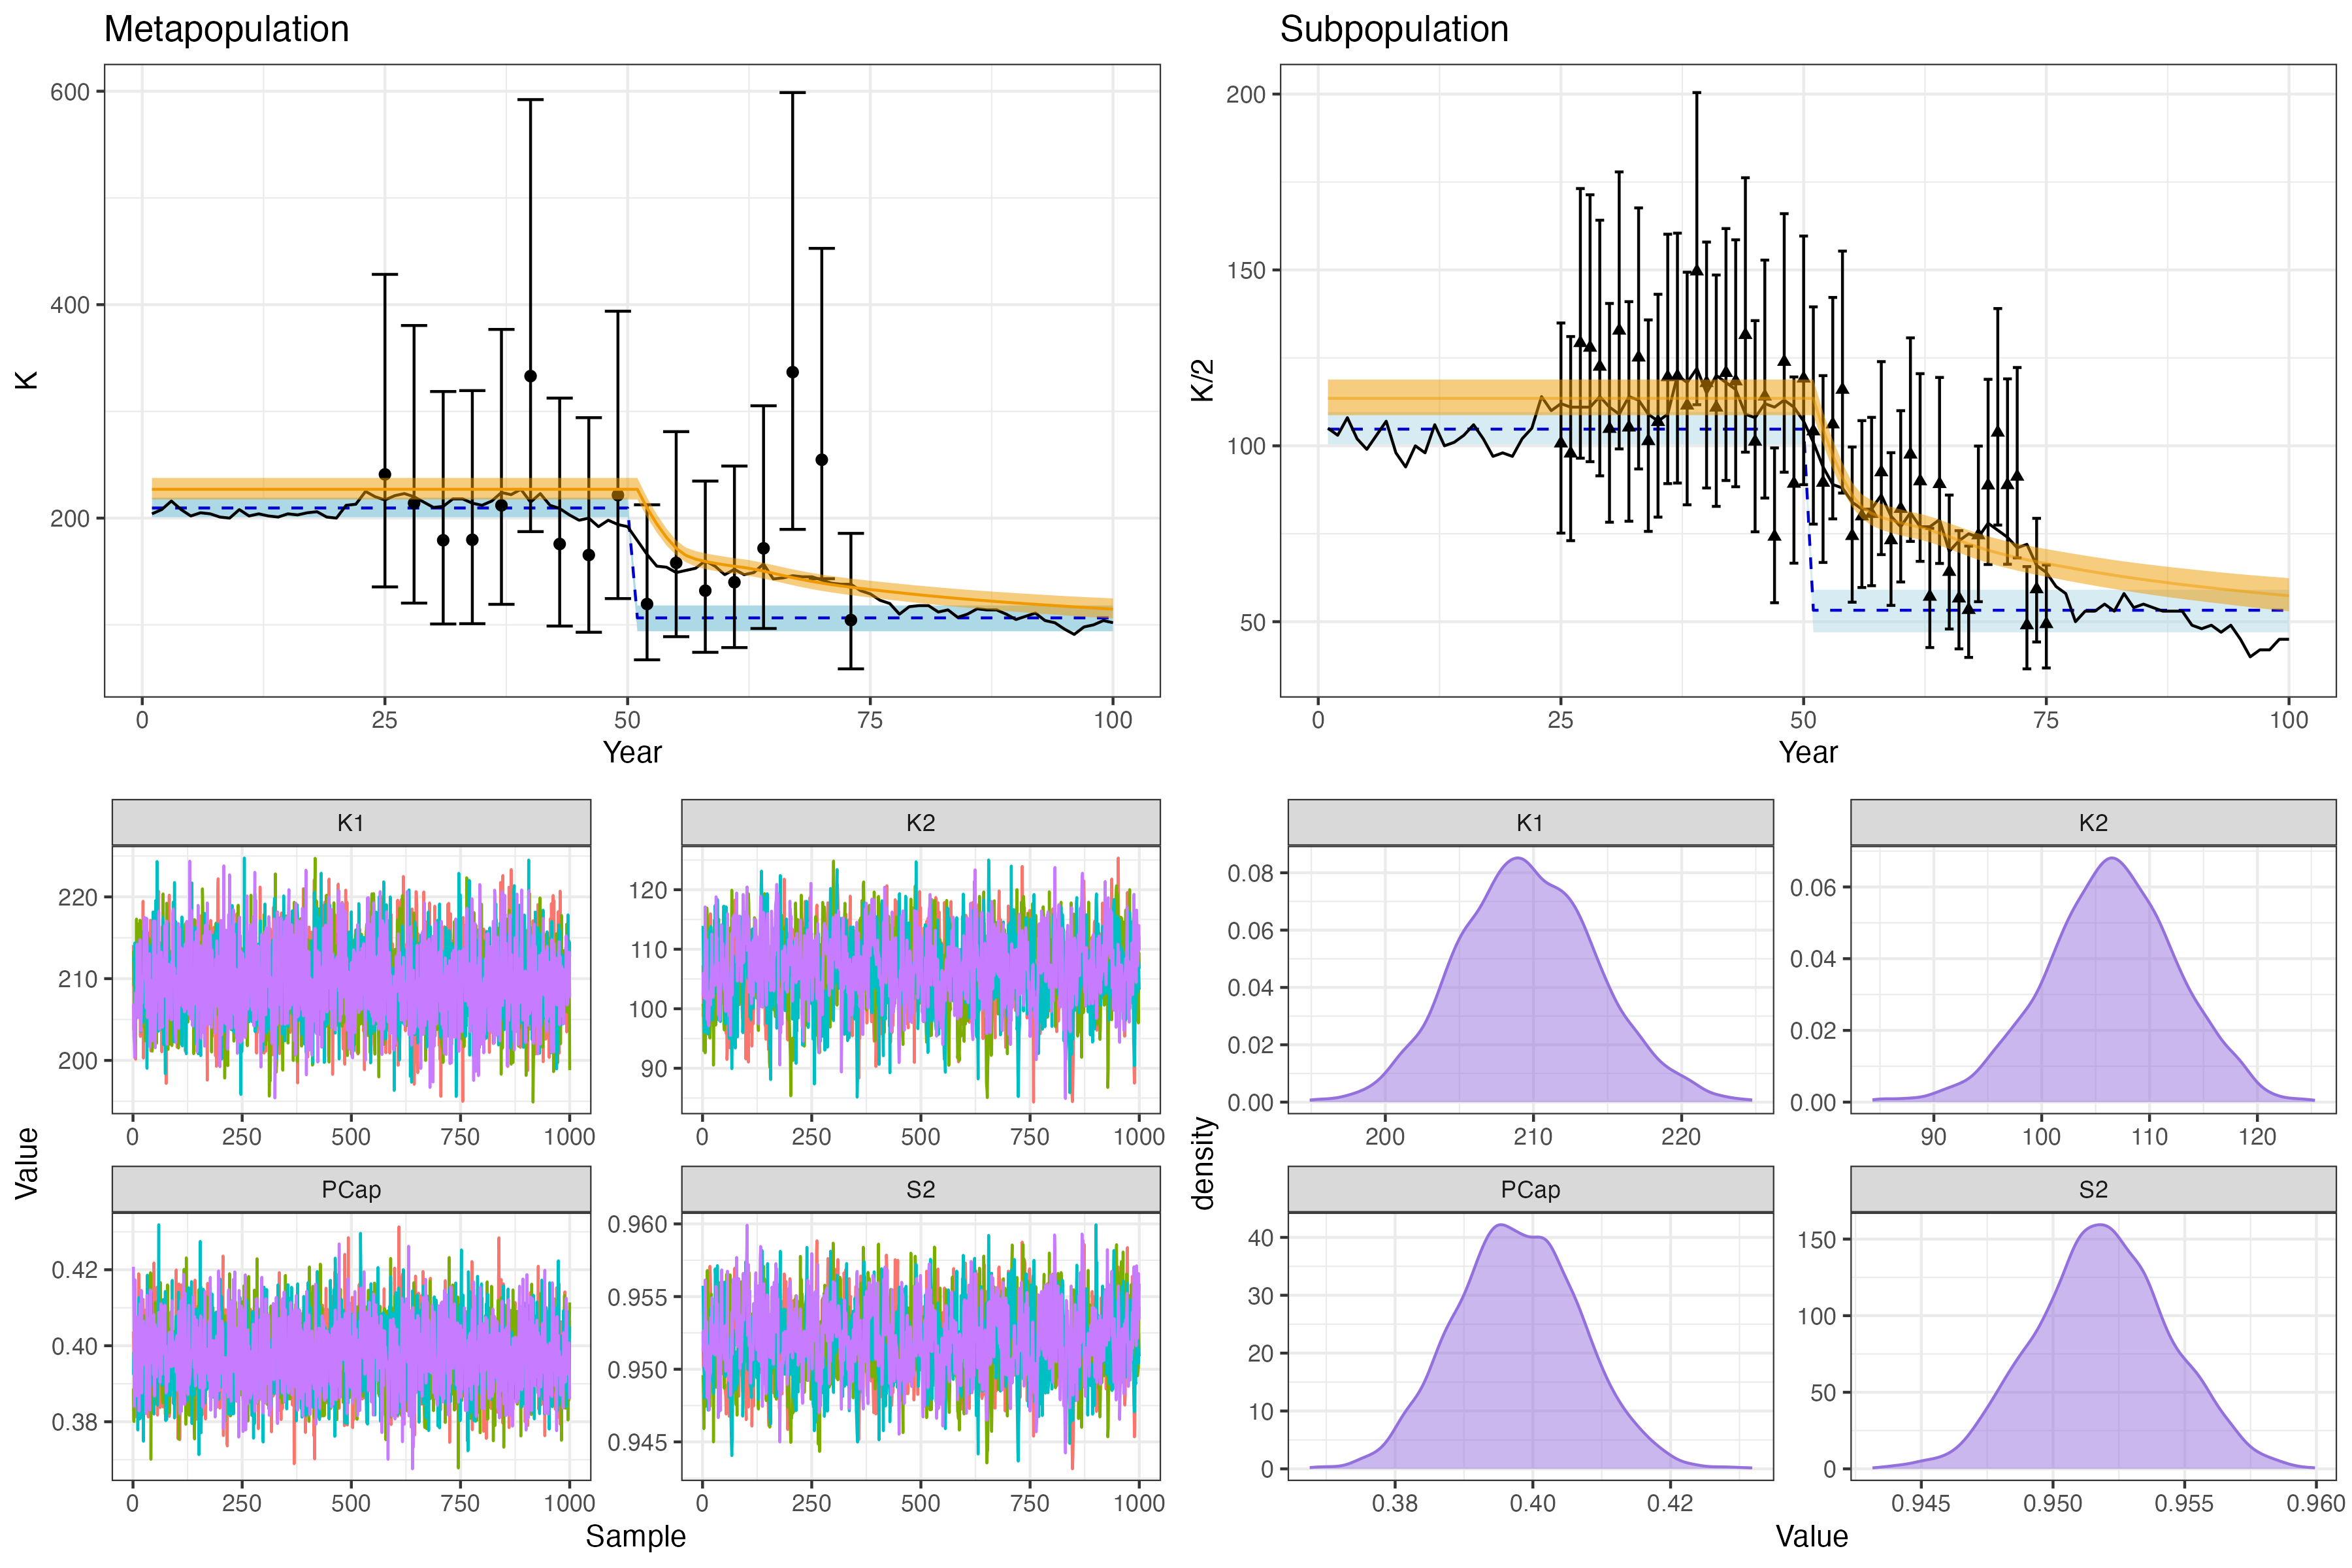 Metapopulation
Subpopulation
600
400
200
K
0 25 50 75 100
Year
200
150
100
50
K/2
0 25 50 75 100
Year
K1
K2
220
210
200
0 250 500 750 1000
120
110
100
90
0 250 500 750 1000
PCap
S2
0.42
0.40
0.38
0 250 500 750 1000
0.960
0.955
0.950
0.945
0 250 500 750 1000
Value
Sample
K1
K2
0.08
0.06
0.04
0.02
0.00
200 210 220
0.06
0.04
0.02
0.00
90 100 110 120
PCap
S2
40
30
20
10
0
0.38 0.40 0.42
150
100
50
0
0.945 0.950 0.955 0.960
density
Value